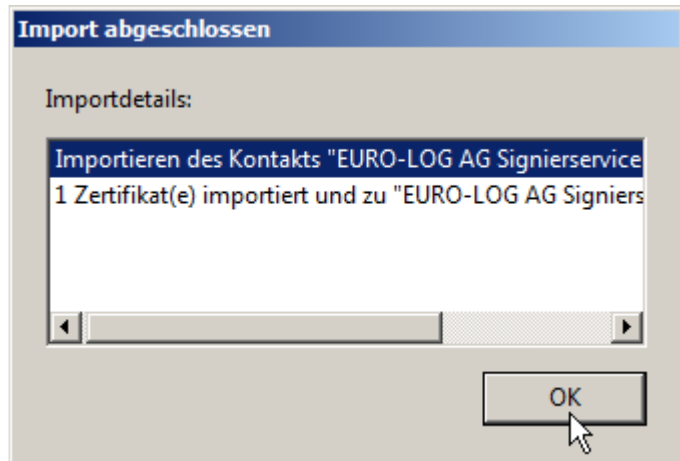 Import abgeschlossen
Importdetails:
Importieren des Kontakts "EURO-LOG AG Signierservice
1 Zertifikat(e) importiert und zu "EURO-LOG AG Signiers
OK